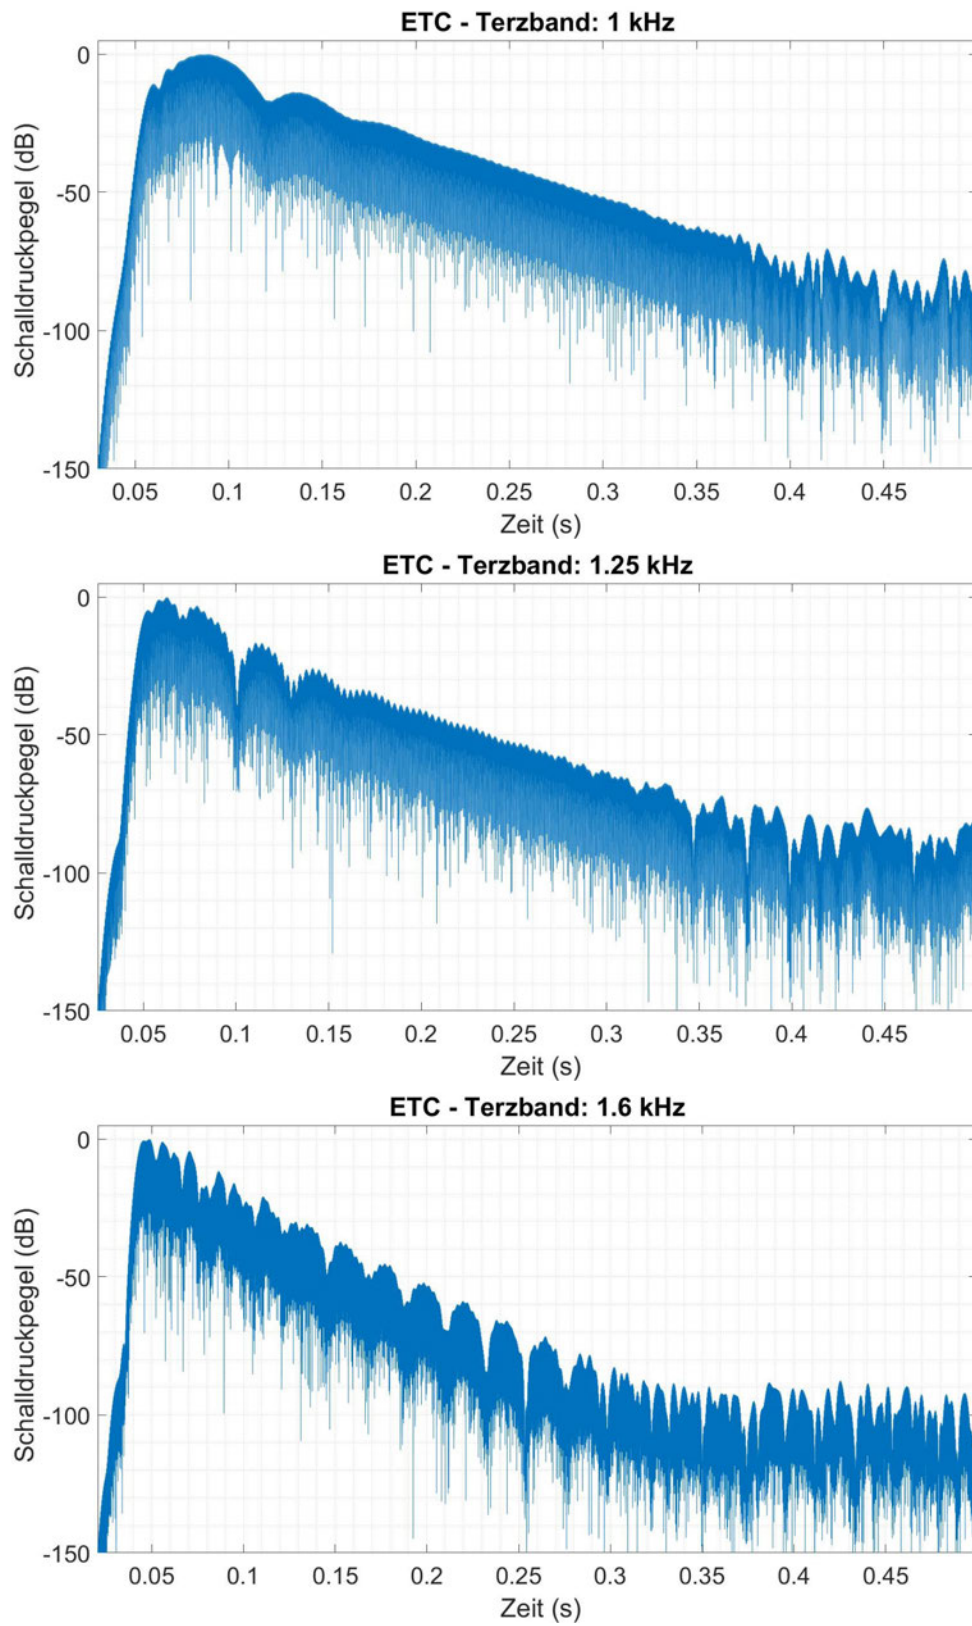 ETC - Terzband: 1 kHz
Schalldruckpegel (dB)
0
-50
-100
-150
0.05 0.1 0.15 0.2 0.25 0.3 0.35 0.4 0.45
Zeit (s)
ETC - Terzband: 1.25 kHz
Schalldruckpegel (dB)
0
-50
-100
-150
0.05 0.1 0.15 0.2 0.25 0.3 0.35 0.4 0.45
Zeit (s)
ETC - Terzband: 1.6 kHz
Schalldruckpegel (dB)
0
-50
-100
-150
0.05 0.1 0.15 0.2 0.25 0.3 0.35 0.4 0.45
Zeit (s)